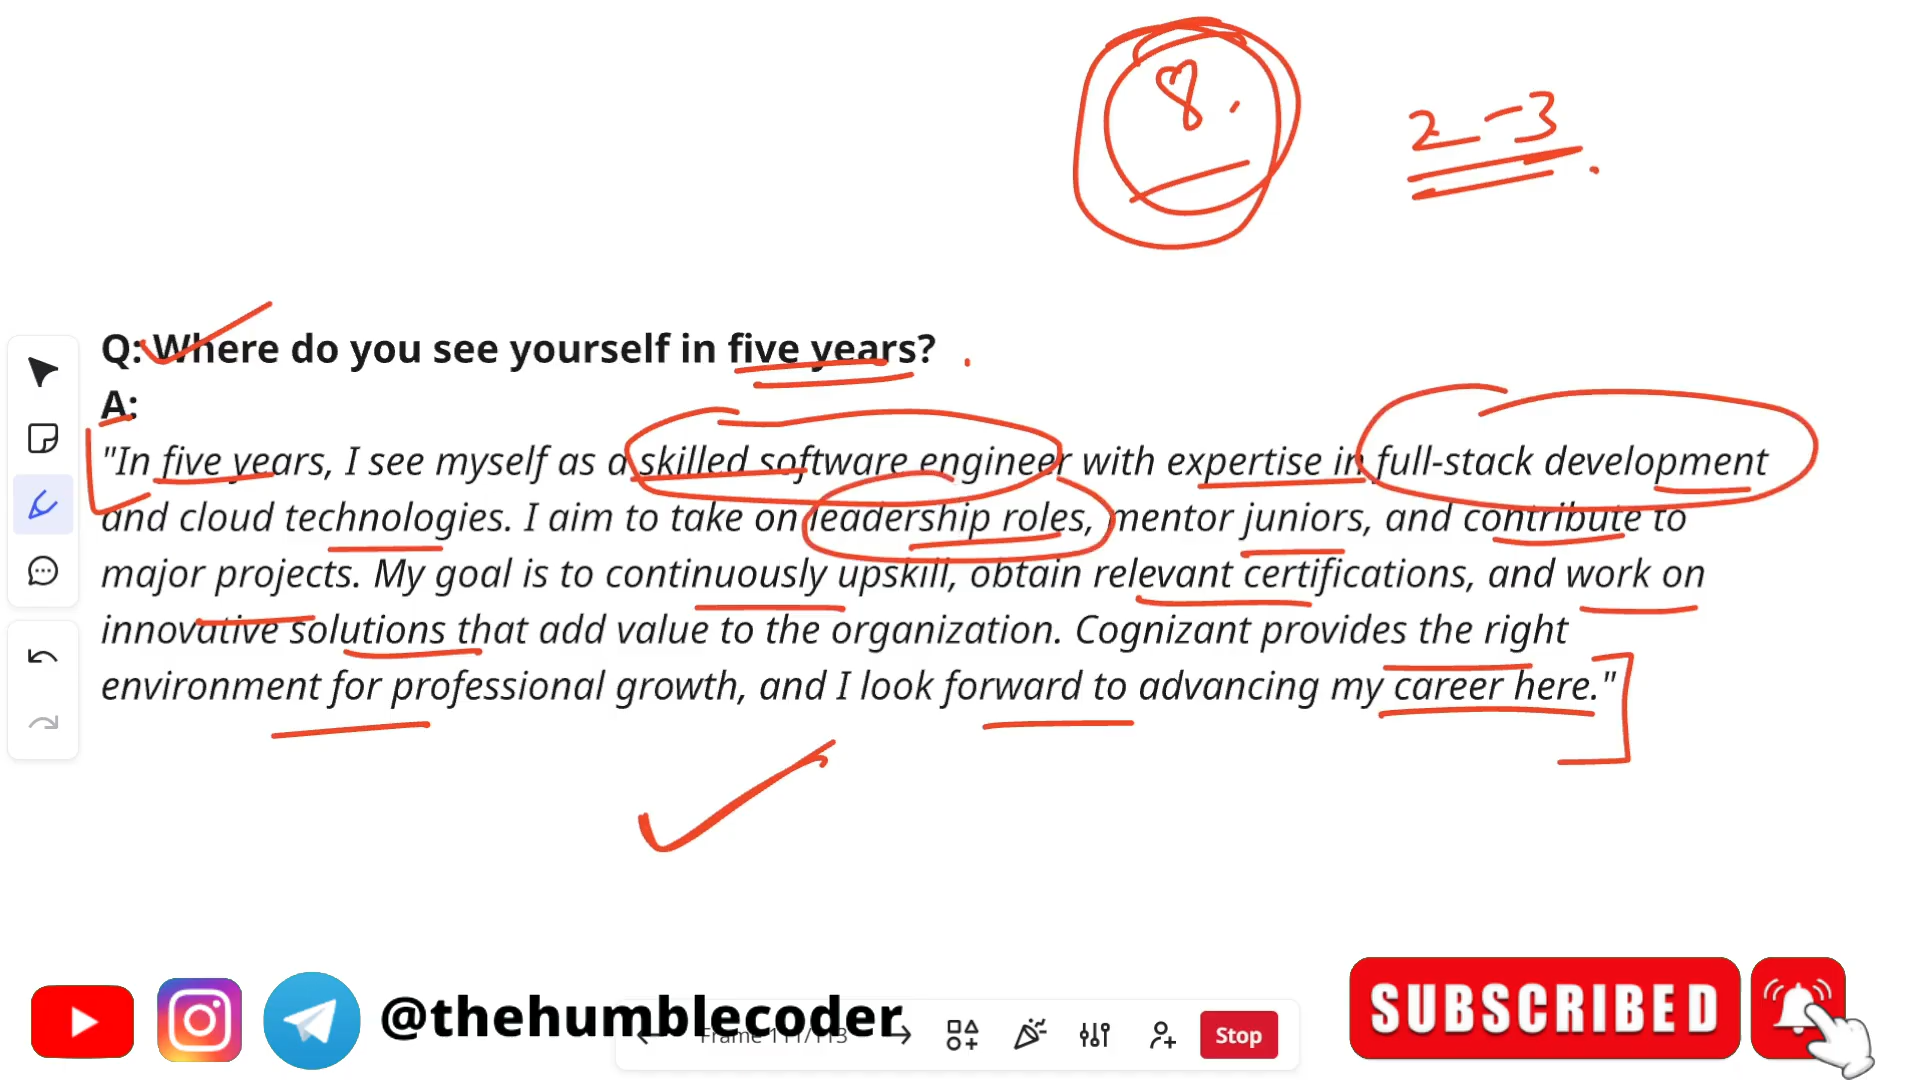 8.
2-3.
Q: Where do you see yourself in five years?
A:
"In five years, I see myself as a skilled software engineer with expertise in full-stack development
and cloud technologies. I aim to take on leadership roles, mentor juniors, and contribute to
major projects. My goal is to continuously upskill, obtain relevant certifications, and work on
innovative solutions that add value to the organization. Cognizant provides the right
environment for professional growth, and I look forward to advancing my career here."
@thehumblecoder
Frame 111/113
Stop
SUBSCRIBED